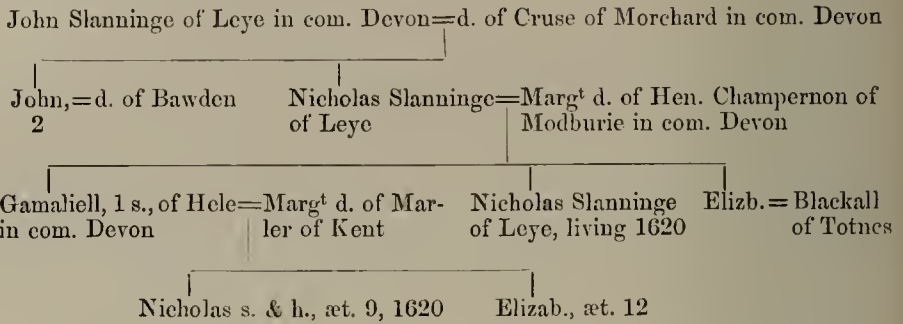 John Slanninge of Leye in com. Devon=d. of Cruse of Morchard in com. Devon
John,=d. of Bawden Nicholas Slanninge=Margᵗ d. of Hen. Champernon of
2 of Leye Modburie in com. Devon
Gamaliell, 1 s., of Hele=Margᵗ d. of Mar- Nicholas Slanninge Elizb.=Blackall
in com. Devon ler of Kent of Leye, living 1620 of Totnes
Nicholas s. & h., æt. 9, 1620 Elizab., æt. 12